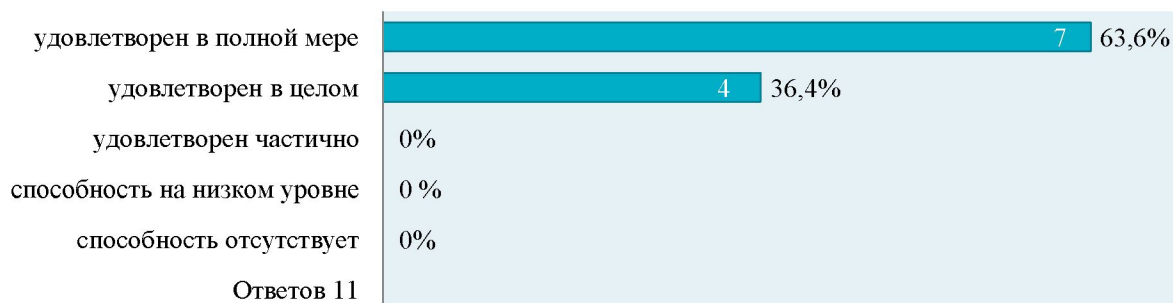 удовлетворен в полной мере 7 63,6%
удовлетворен в целом 4 36,4%
удовлетворен частично 0%
способность на низком уровне 0 %
способность отсутствует 0%
Ответов 11